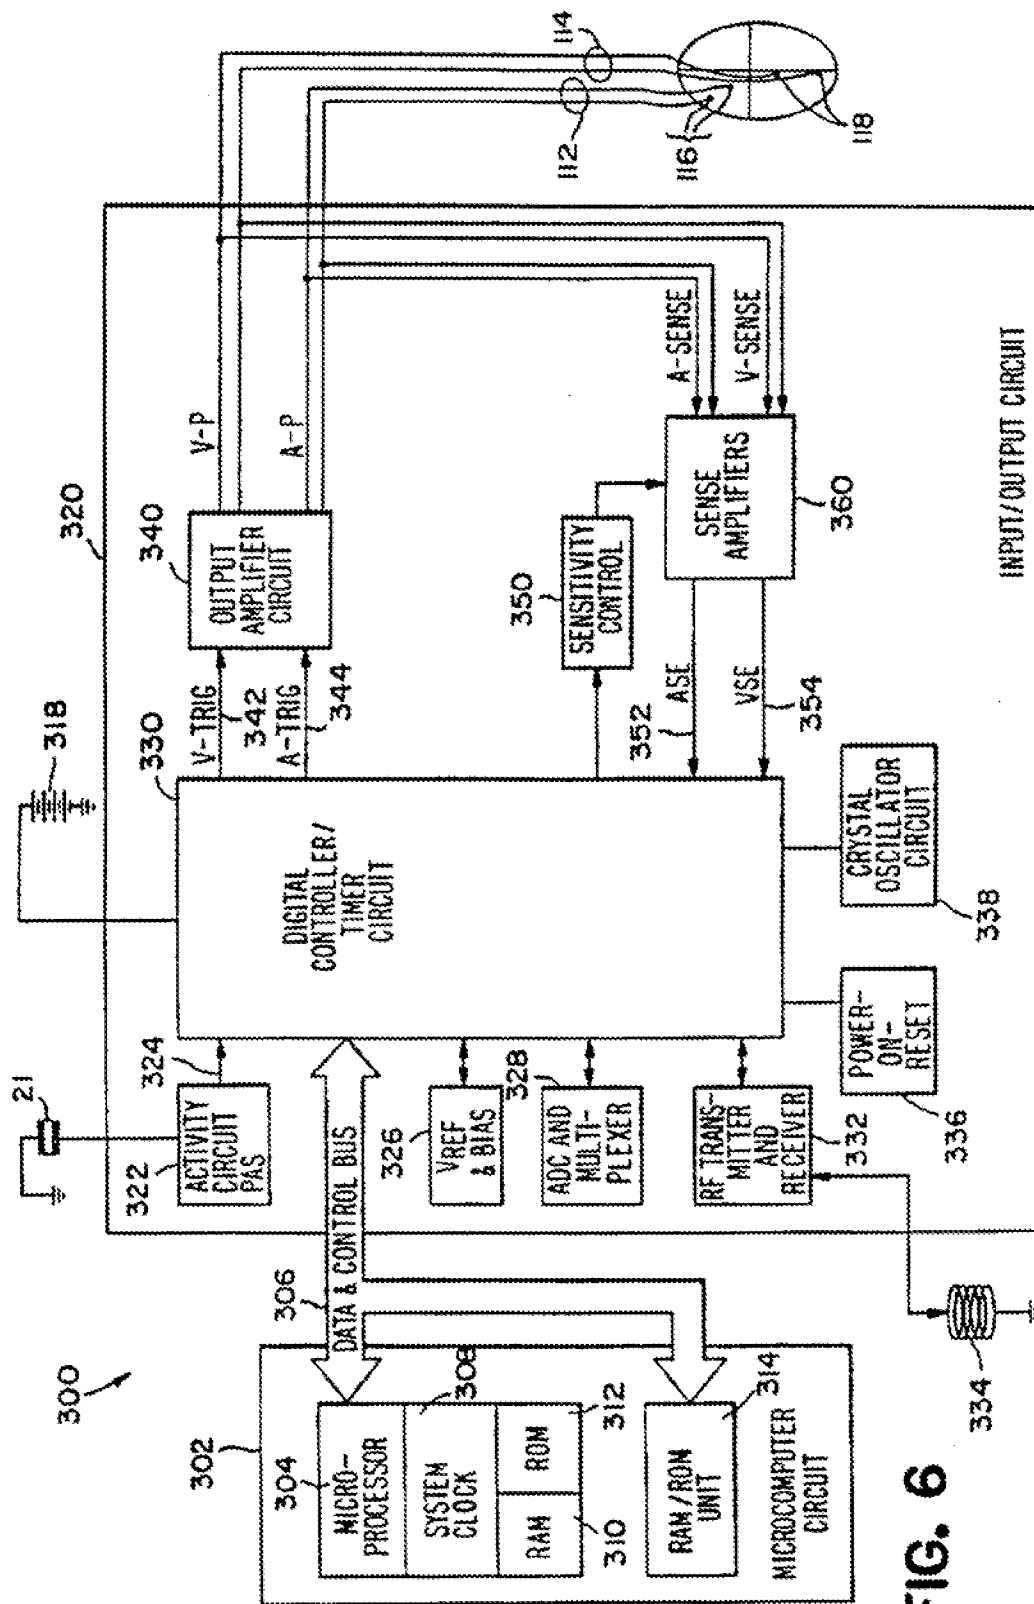 300
302
304
MICRO-
PROCESSOR
308
SYSTEM
CLOCK
RAM
ROM
310
312
RAM/ROM
UNIT
314
MICROCOMPUTER
CIRCUIT
306
DATA & CONTROL BUS
21
322
ACTIVITY
CIRCUIT
PAS
324
326
VREF
& BIAS
328
ADC AND
MULTI-
PLEXER
RF TRANS-
MITTER AND
RECEIVER
332
334
336
POWER-
ON-
RESET
338
CRYSTAL
OSCILLATOR
CIRCUIT
318
320
330
DIGITAL
CONTROLLER/
TIMER
CIRCUIT
V-TRIG
342
A-TRIG
344
340
OUTPUT
AMPLIFIER
CIRCUIT
V-P
A-P
350
SENSITIVITY
CONTROL
352
ASE
VSE
354
SENSE
AMPLIFIERS
360
A-SENSE
V-SENSE
INPUT/OUTPUT CIRCUIT
112
114
116
118
FIG. 6